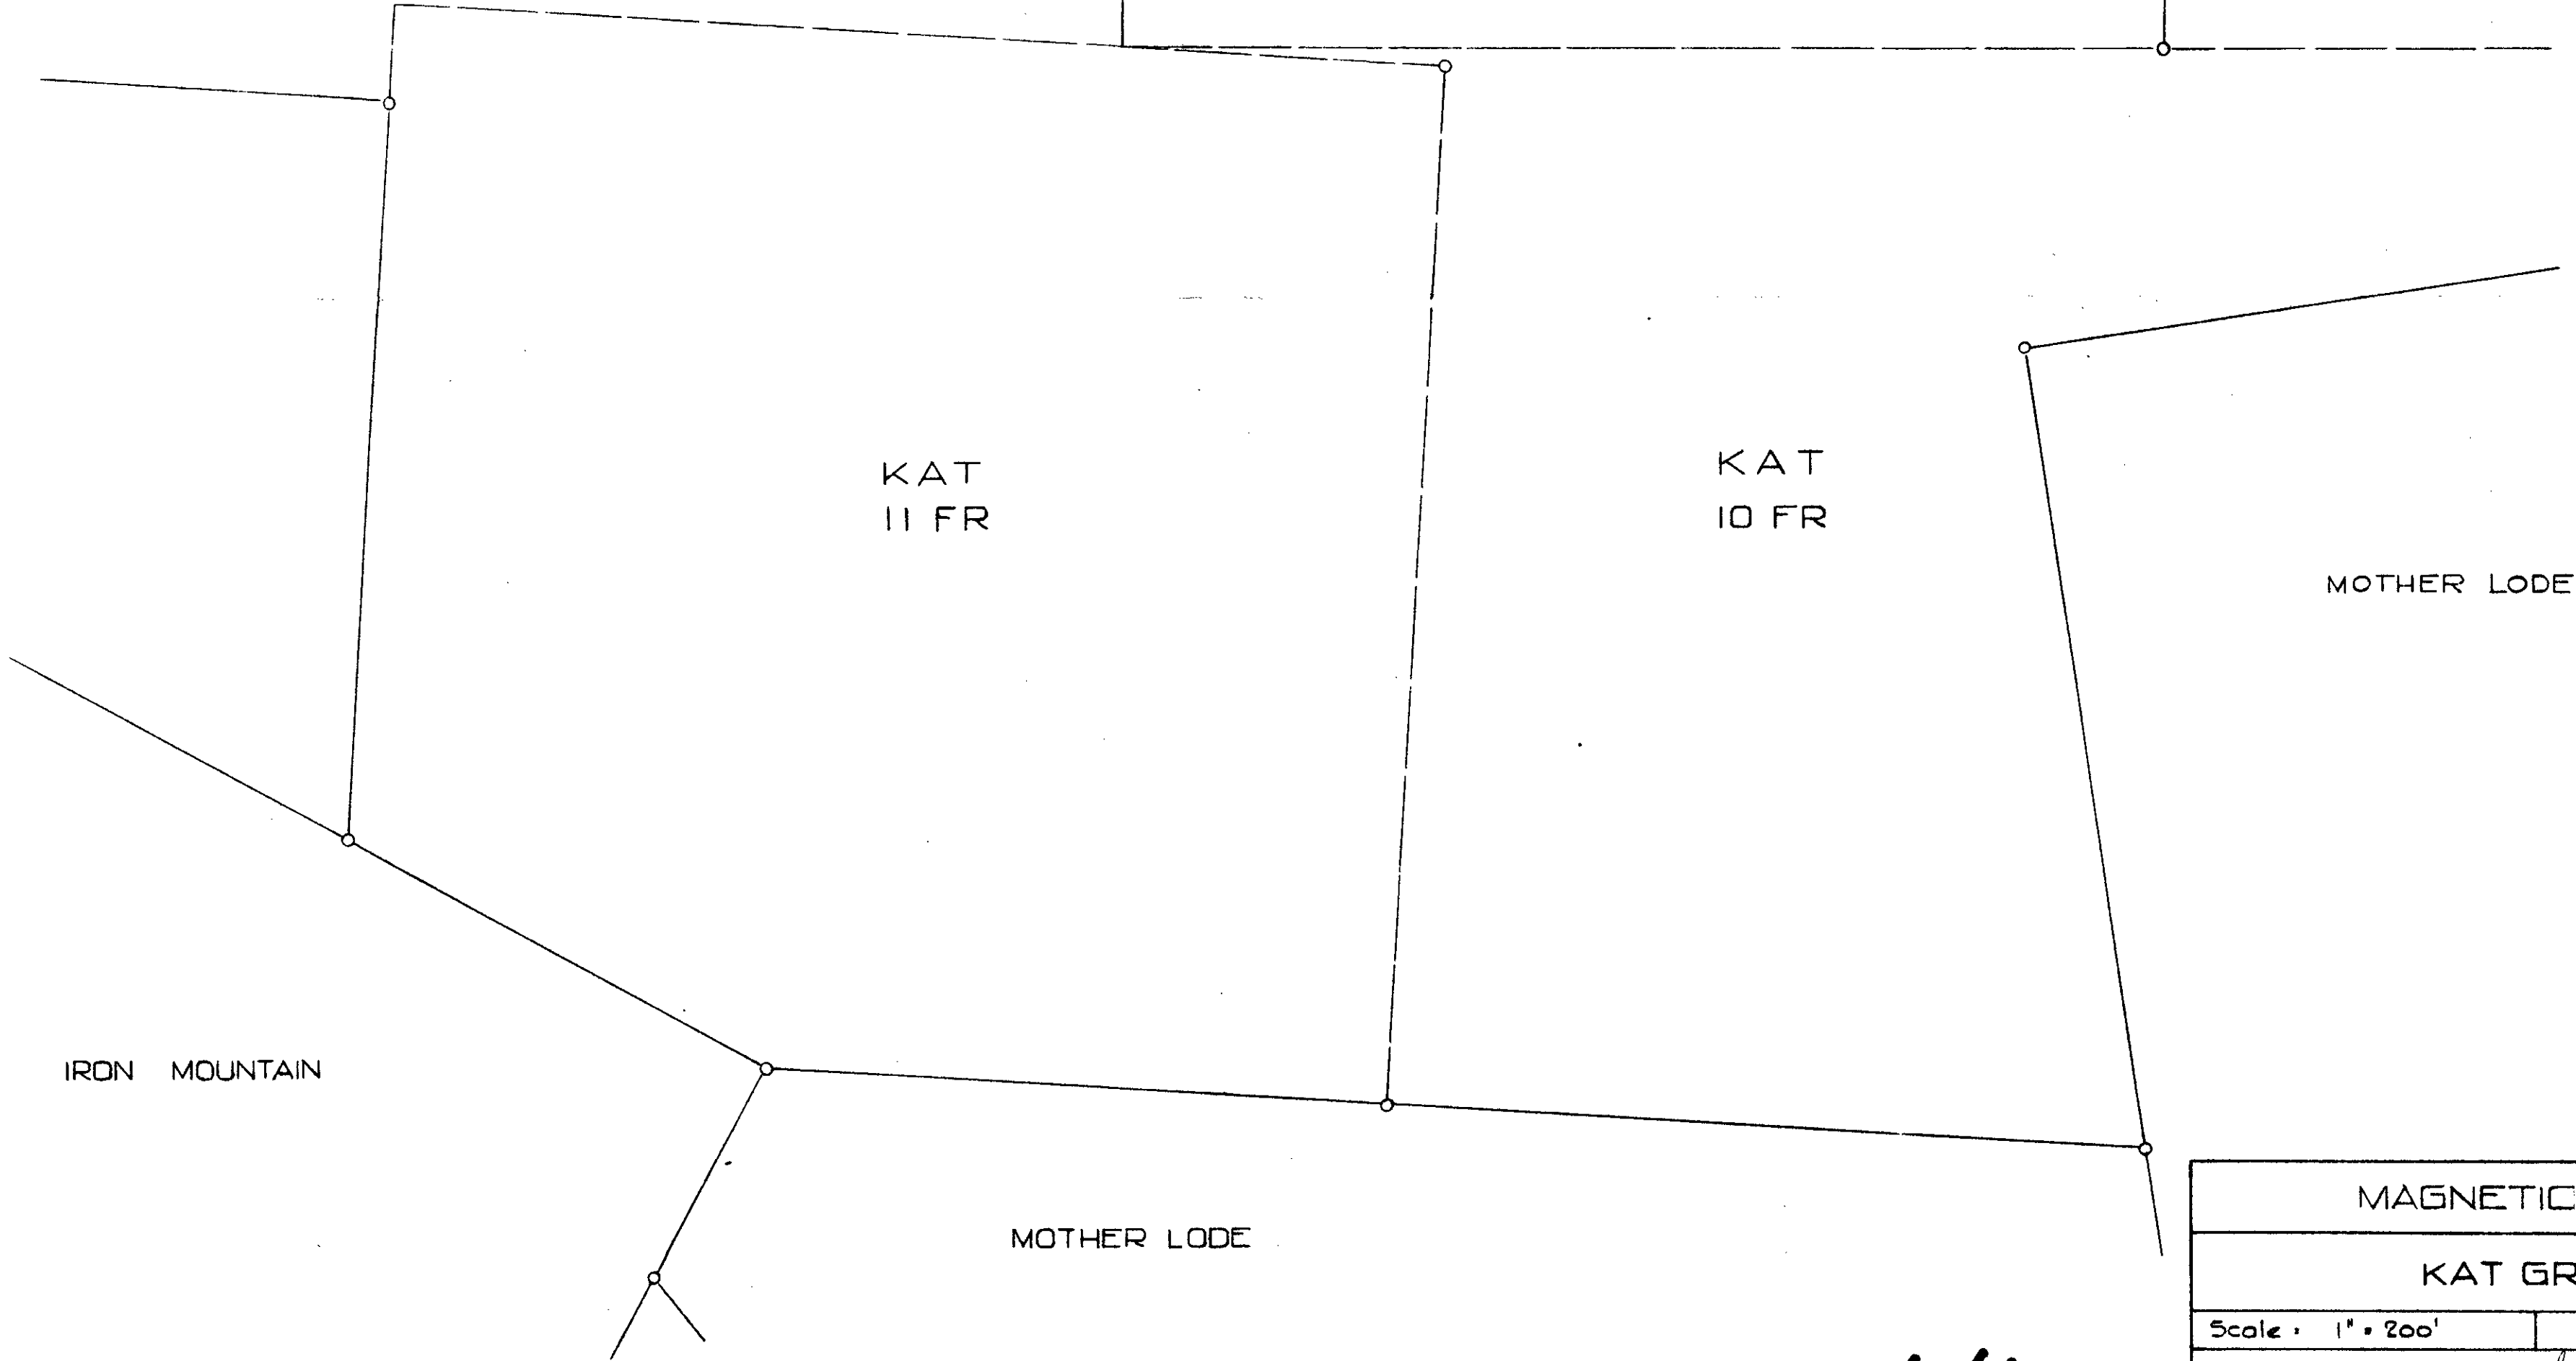 KAT
11 FR
KAT
10 FR
MOTHER LODE
IRON MOUNTAIN
MOTHER LODE
MAGNETIC
KAT GR
Scale : 1" = 200'